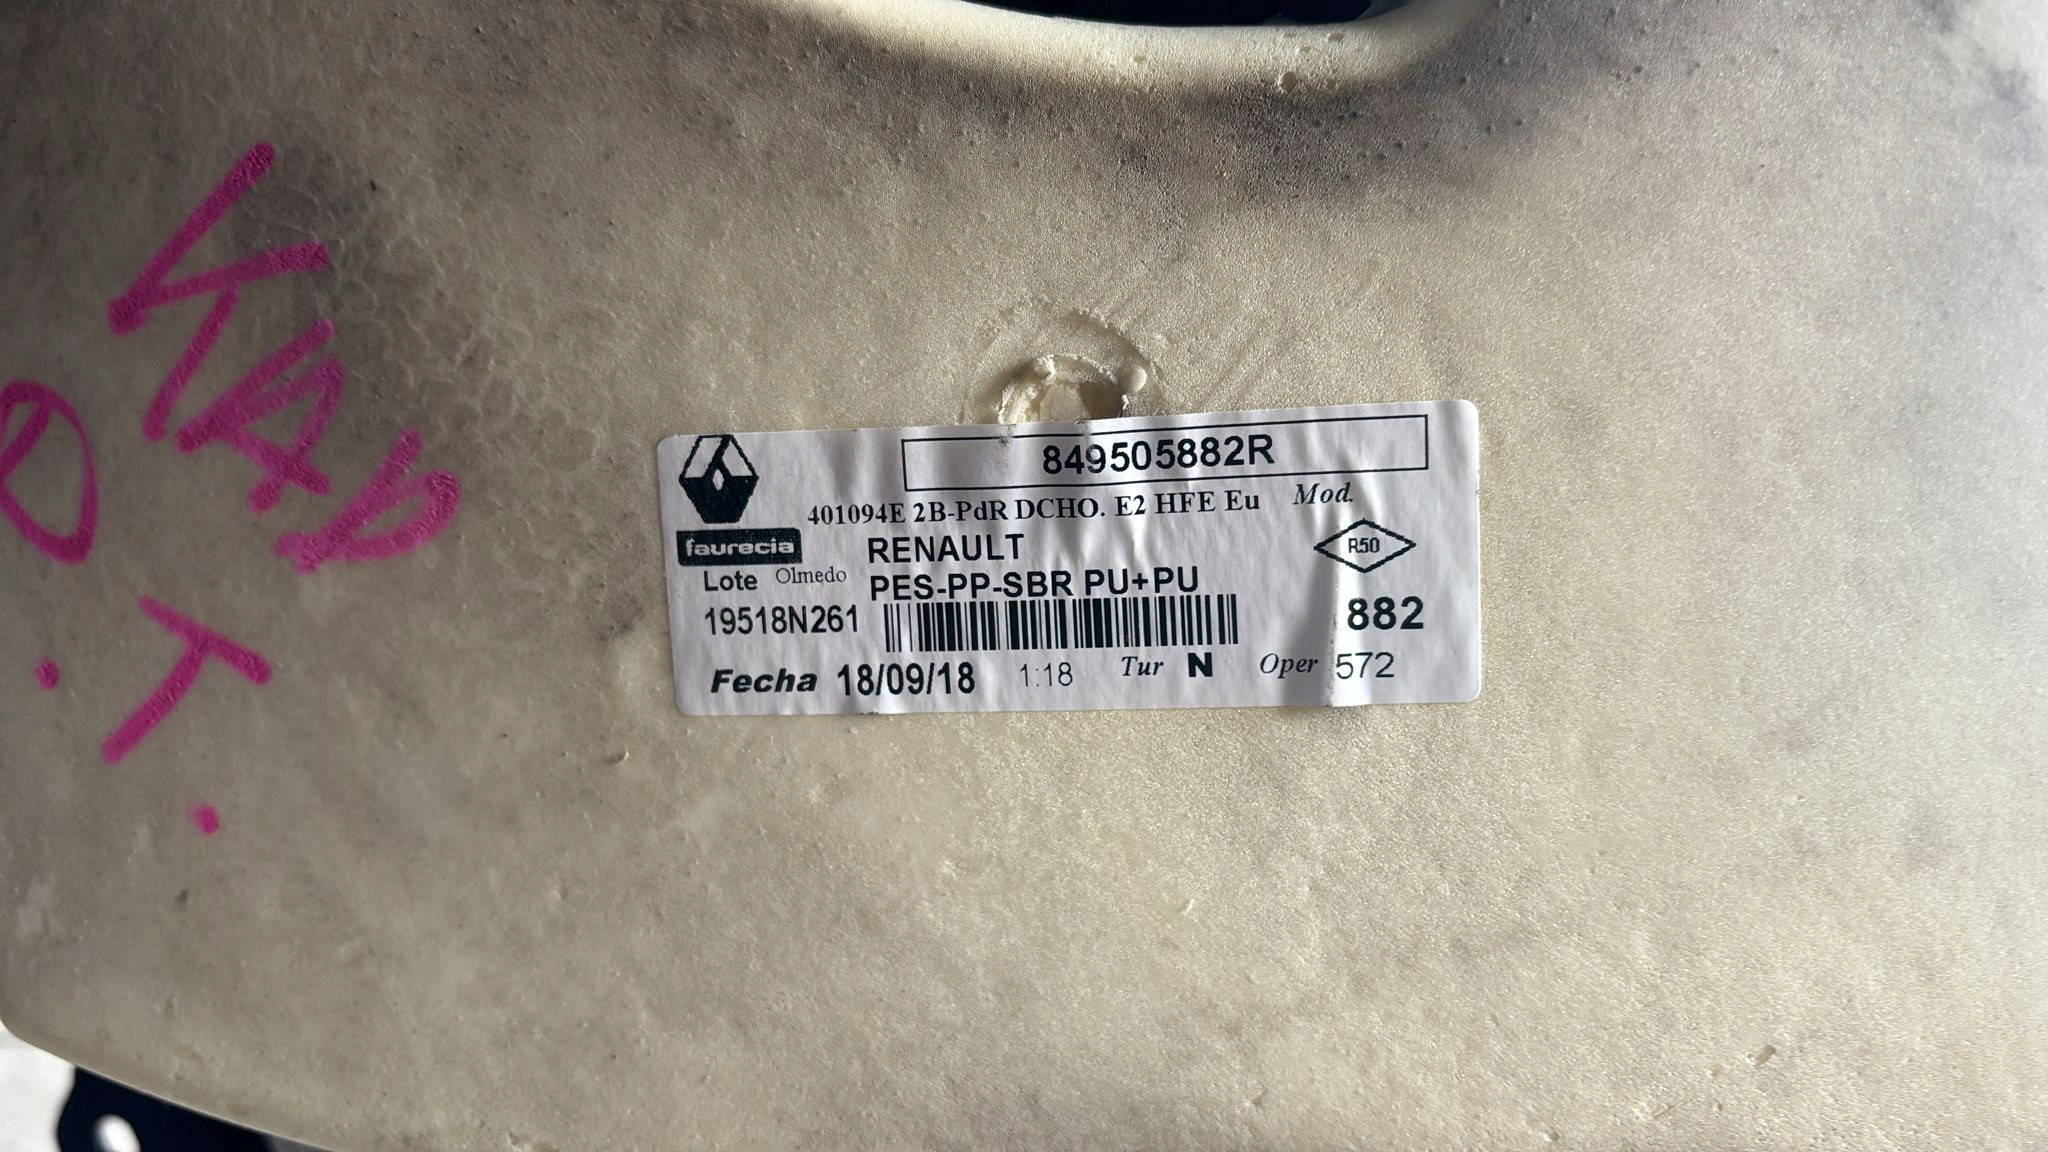 849505882R
401094E 2B-PdR DCHO. E2 HFE Eu Mod.
faurecia RENAULT R50
Lote Olmedo PES-PP-SBR PU+PU
19518N261 882
Fecha 18/09/18 1:18 Tur N Oper 572